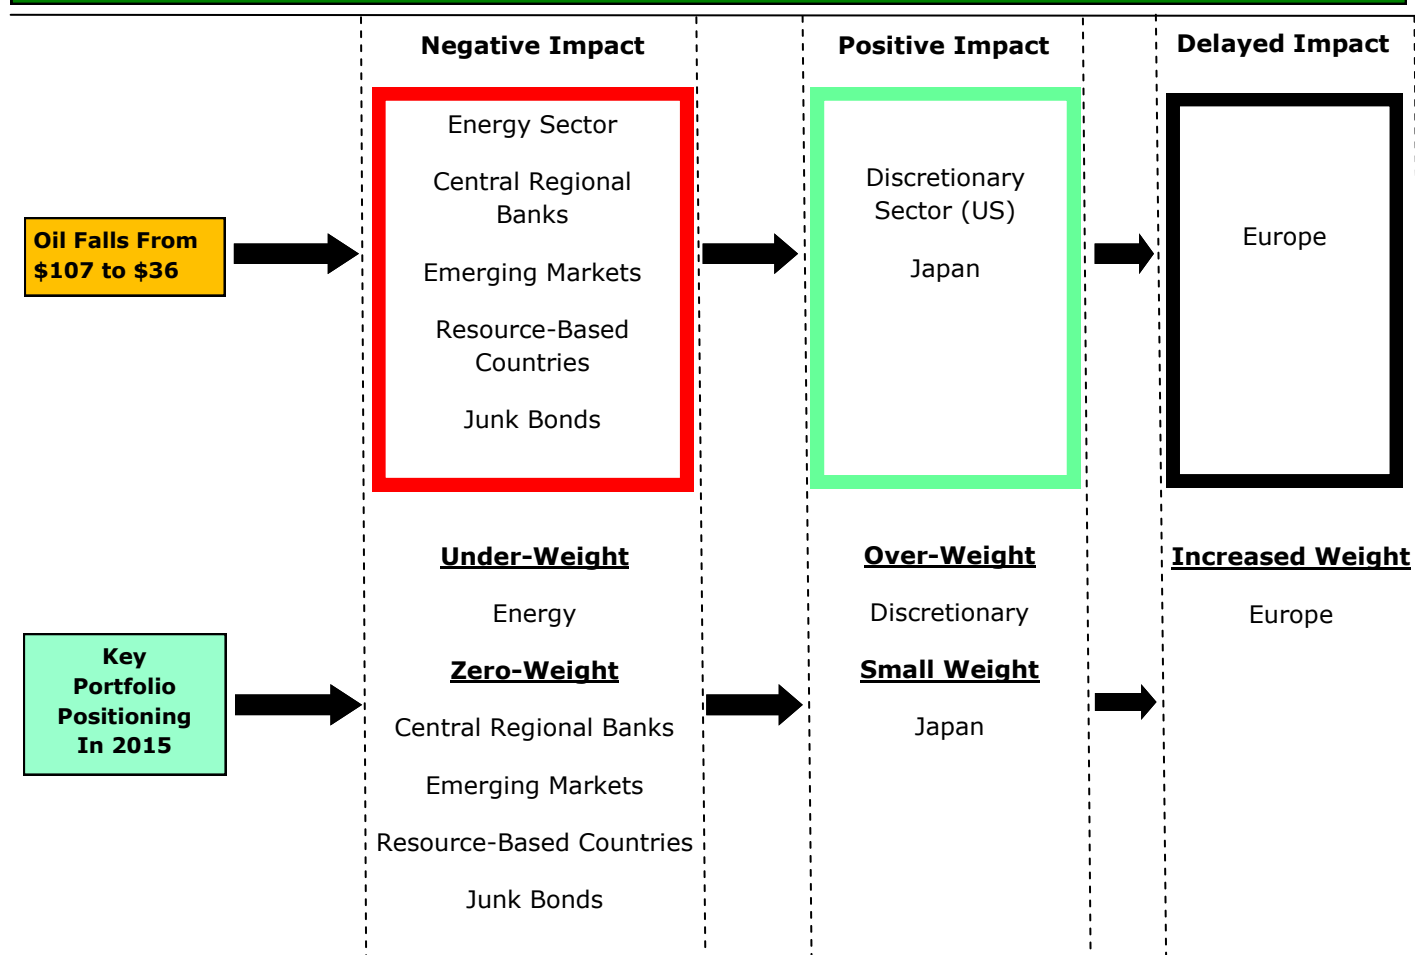 Negative Impact
Positive Impact
Delayed Impact
Oil Falls From
$107 to $36
Energy Sector
Central Regional
Banks
Emerging Markets
Resource-Based
Countries
Junk Bonds
Discretionary
Sector (US)
Japan
Europe
Key
Portfolio
Positioning
In 2015
Under-Weight
Energy
Zero-Weight
Central Regional Banks
Emerging Markets
Resource-Based Countries
Junk Bonds
Over-Weight
Discretionary
Small Weight
Japan
Increased Weight
Europe